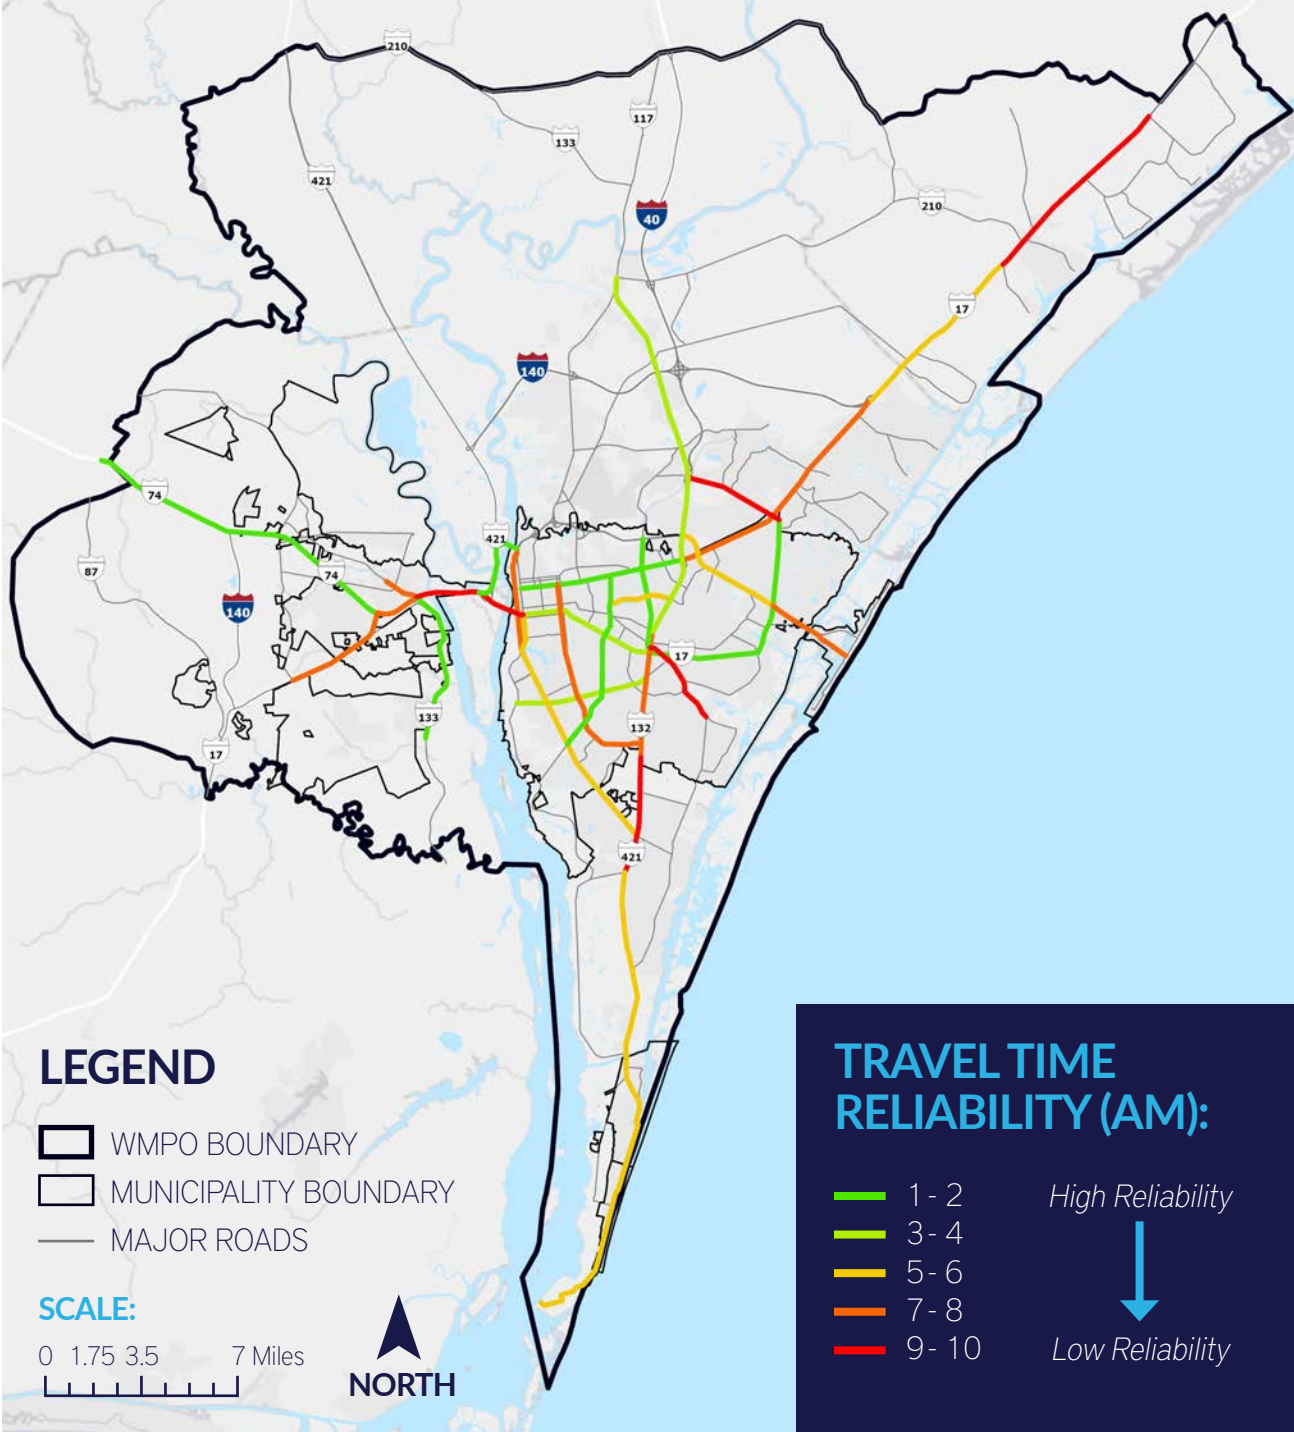 210
117
133
421
40
210
17
140
74
421
74
87
140
17
133
132
17
421
LEGEND
WMPO BOUNDARY
MUNICIPALITY BOUNDARY
MAJOR ROADS
SCALE:
0 1.75 3.5 7 Miles
NORTH
TRAVEL TIME
RELIABILITY (AM):
1 - 2 High Reliability
3 - 4
5 - 6
7 - 8
9 - 10 Low Reliability